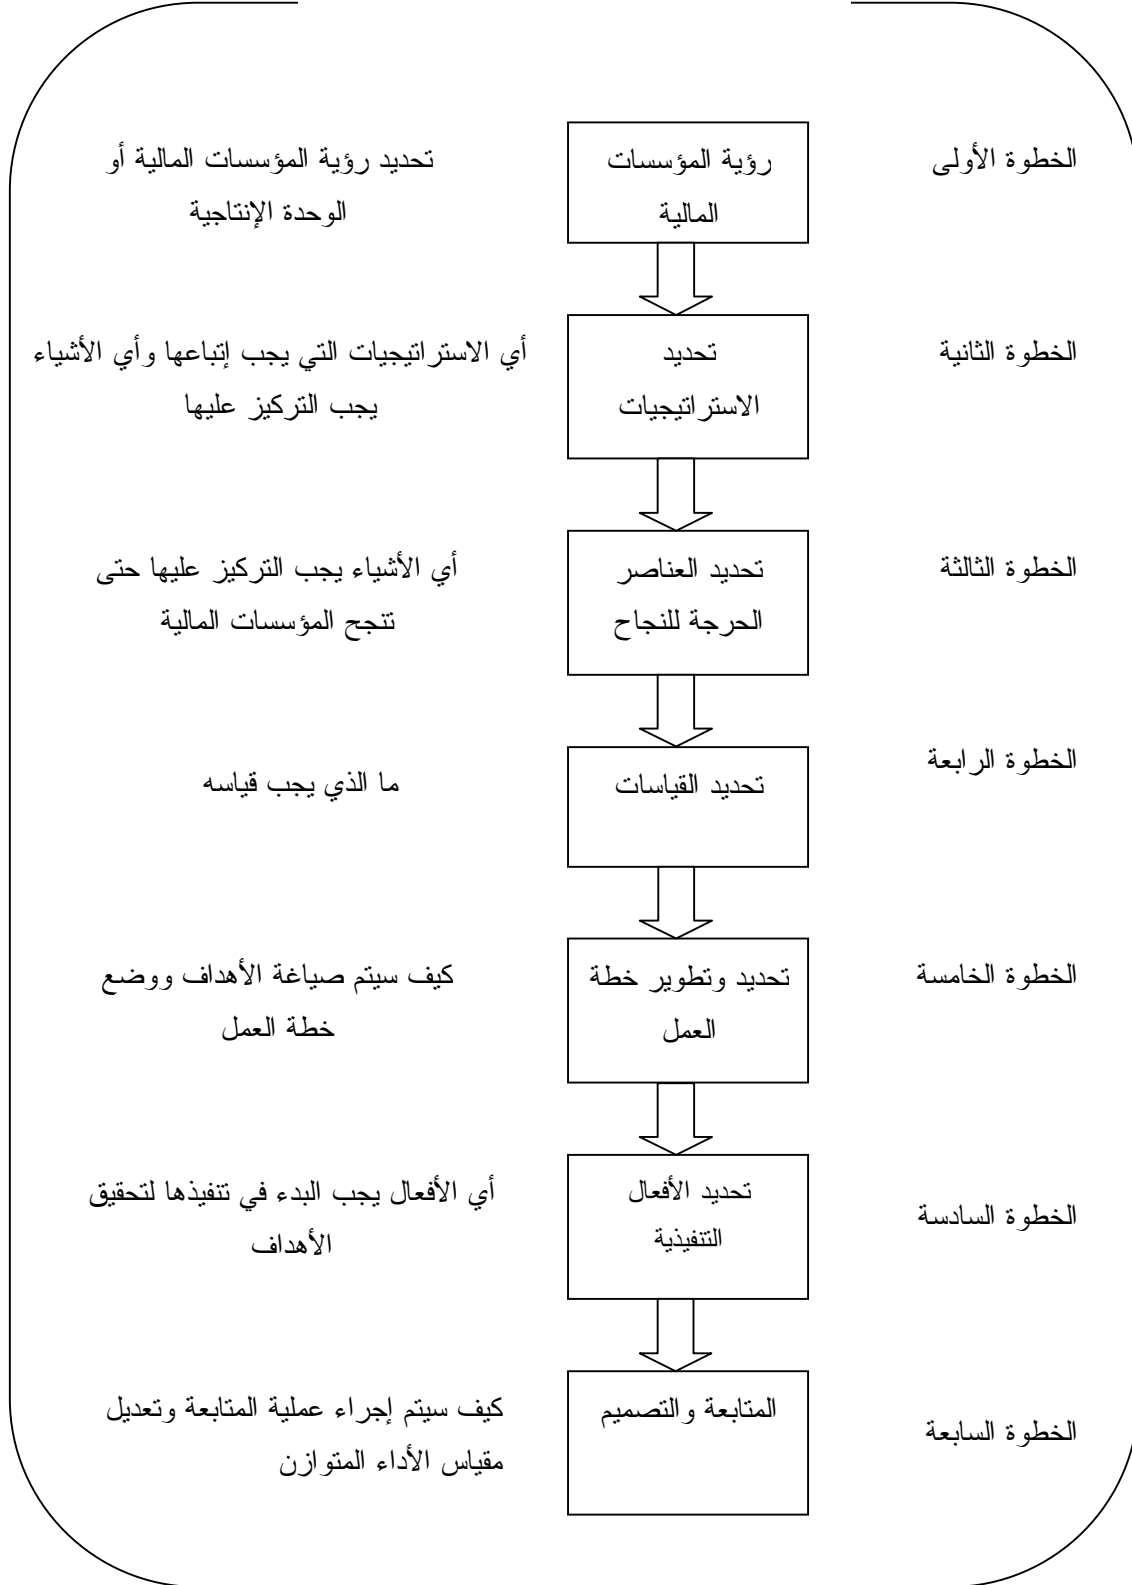 الخطوة الأولى
رؤية المؤسسات
المالية
تحديد رؤية المؤسسات المالية أو
الوحدة الإنتاجية
الخطوة الثانية
تحديد
الاستراتيجيات
أي الاستراتيجيات التي يجب إتباعها وأي الأشياء
يجب التركيز عليها
الخطوة الثالثة
تحديد العناصر
الحرجة للنجاح
أي الأشياء يجب التركيز عليها حتى
تنجح المؤسسات المالية
الخطوة الرابعة
تحديد القياسات
ما الذي يجب قياسه
الخطوة الخامسة
تحديد وتطوير خطة
العمل
كيف سيتم صياغة الأهداف ووضع
خطة العمل
الخطوة السادسة
تحديد الأفعال
التنفيذية
أي الأفعال يجب البدء في تنفيذها لتحقيق
الأهداف
الخطوة السابعة
المتابعة والتصميم
كيف سيتم إجراء عملية المتابعة وتعديل
مقياس الأداء المتوازن